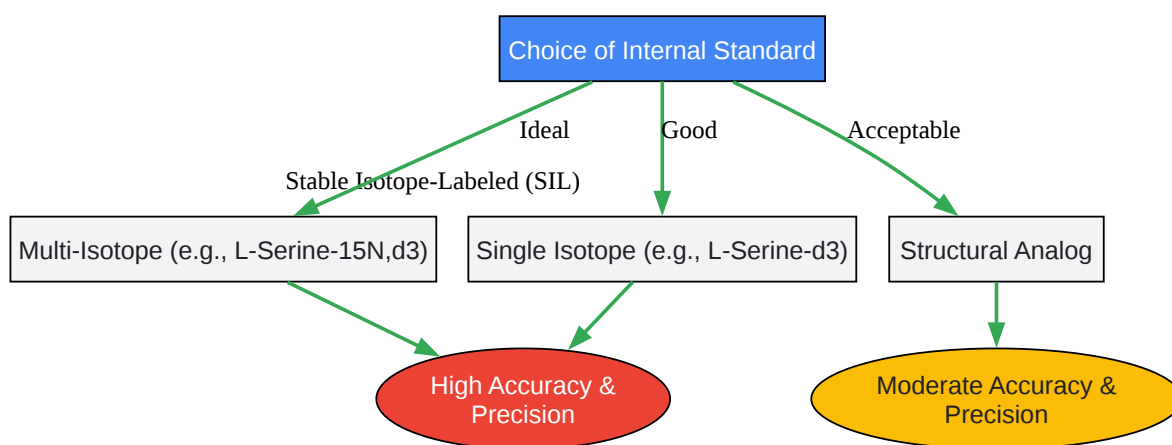 Choice of Internal Standard
Ideal
Good
Acceptable
Stable Isotope-Labeled (SIL)
Multi-Isotope (e.g., L-Serine-15N,d3)
Single Isotope (e.g., L-Serine-d3)
Structural Analog
High Accuracy &
Precision
Moderate Accuracy &
Precision